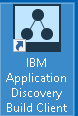 IBM
Application
Discovery
Build Client